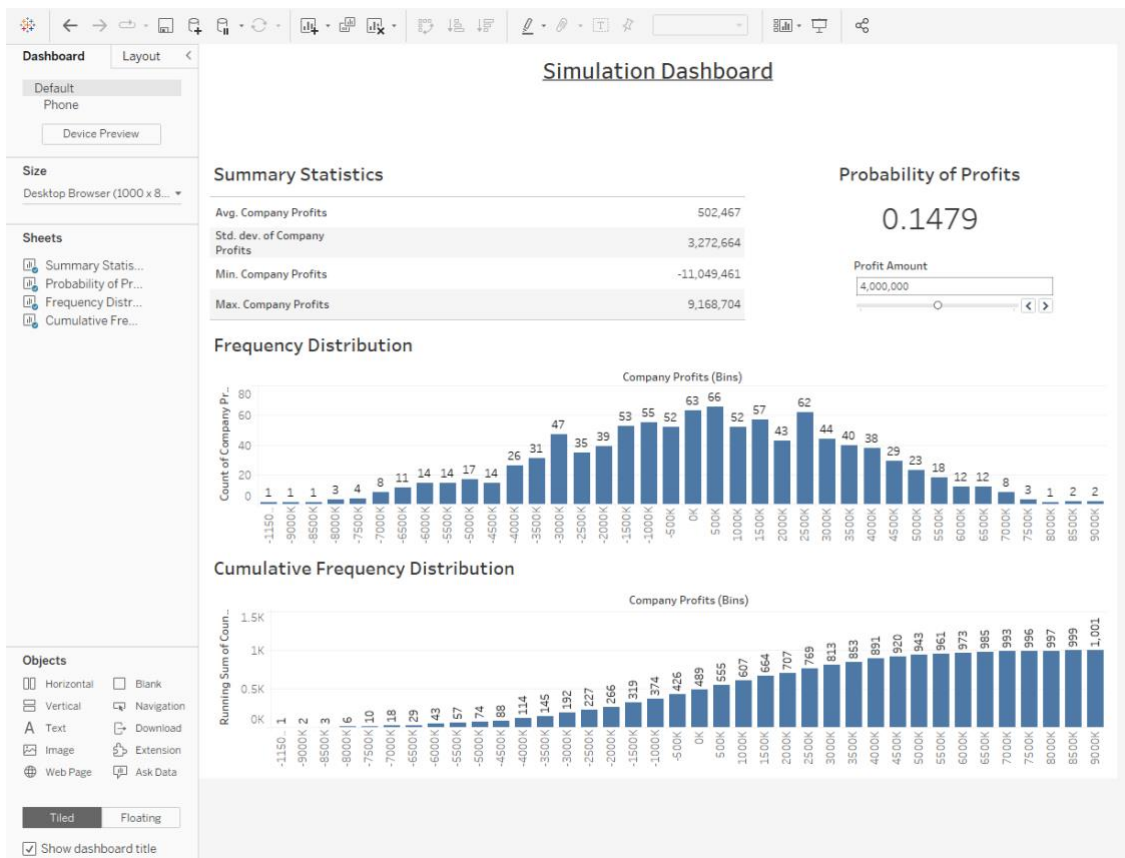 Dashboard
Layout
Default
Phone
Device Preview
Size
Desktop Browser (1000 x 8...
Sheets
Summary Statis...
Probability of Pr...
Frequency Distr...
Cumulative Fre...
Objects
Horizontal
Blank
Vertical
Navigation
A Text
Download
Image
Extension
Web Page
Ask Data
Tiled
Floating
Show dashboard title
Simulation Dashboard
Summary Statistics
Avg. Company Profits 502,467
Std. dev. of Company
Profits 3,272,664
Min. Company Profits -11,049,461
Max. Company Profits 9,168,704
Probability of Profits
0.1479
Profit Amount
4,000,000
Frequency Distribution
Company Profits (Bins)
Count of Company Pr..
80
60
40
20
0
1 1 1 3 4 8 11 14 14 17 14 26 31 47 35 39 53 55 52 63 66 52 57 43 62 44 40 38 29 23 18 12 12 8 3 1 2 2
-1150.. -9000K -8500K -8000K -7500K -7000K -6500K -6000K -5500K -5000K -4500K -4000K -3500K -3000K -2500K -2000K -1500K -1000K -500K 0K 500K 1000K 1500K 2000K 2500K 3000K 3500K 4000K 4500K 5000K 5500K 6000K 6500K 7000K 7500K 8000K 8500K 9000K
Cumulative Frequency Distribution
Company Profits (Bins)
Running Sum of Coun..
1.5K
1K
0.5K
0K
1 2 3 6 10 18 29 43 57 74 88 114 145 192 227 266 319 374 426 489 555 607 664 707 769 813 853 891 920 943 961 973 985 993 996 997 999 1,001
-1150.. -9000K -8500K -8000K -7500K -7000K -6500K -6000K -5500K -5000K -4500K -4000K -3500K -3000K -2500K -2000K -1500K -1000K -500K 0K 500K 1000K 1500K 2000K 2500K 3000K 3500K 4000K 4500K 5000K 5500K 6000K 6500K 7000K 7500K 8000K 8500K 9000K